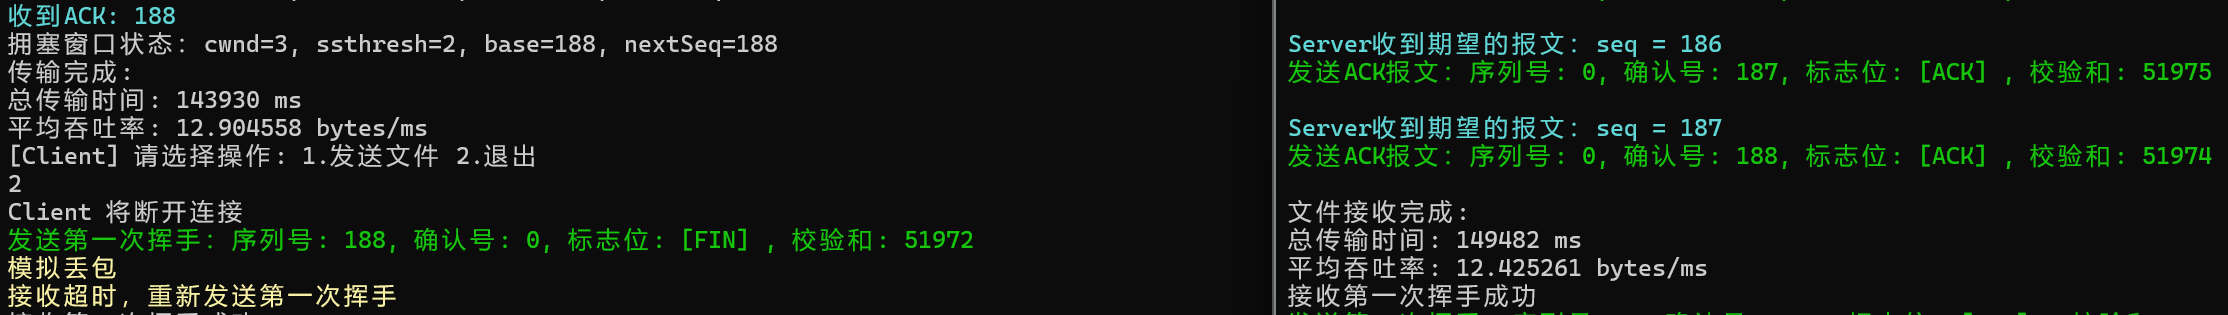 收到ACK: 188
拥塞窗口状态: cwnd=3, ssthresh=2, base=188, nextSeq=188
传输完成:
总传输时间: 143930 ms
平均吞吐率: 12.904558 bytes/ms
[Client] 请选择操作: 1.发送文件 2.退出
2
Client 将断开连接
发送第一次挥手: 序列号: 188, 确认号: 0, 标志位: [FIN] , 校验和: 51972
模拟丢包
接收超时, 重新发送第一次挥手
Server收到期望的报文: seq = 186
发送ACK报文: 序列号: 0, 确认号: 187, 标志位: [ACK] , 校验和: 51975
Server收到期望的报文: seq = 187
发送ACK报文: 序列号: 0, 确认号: 188, 标志位: [ACK] , 校验和: 51974
文件接收完成:
总传输时间: 149482 ms
平均吞吐率: 12.425261 bytes/ms
接收第一次挥手成功